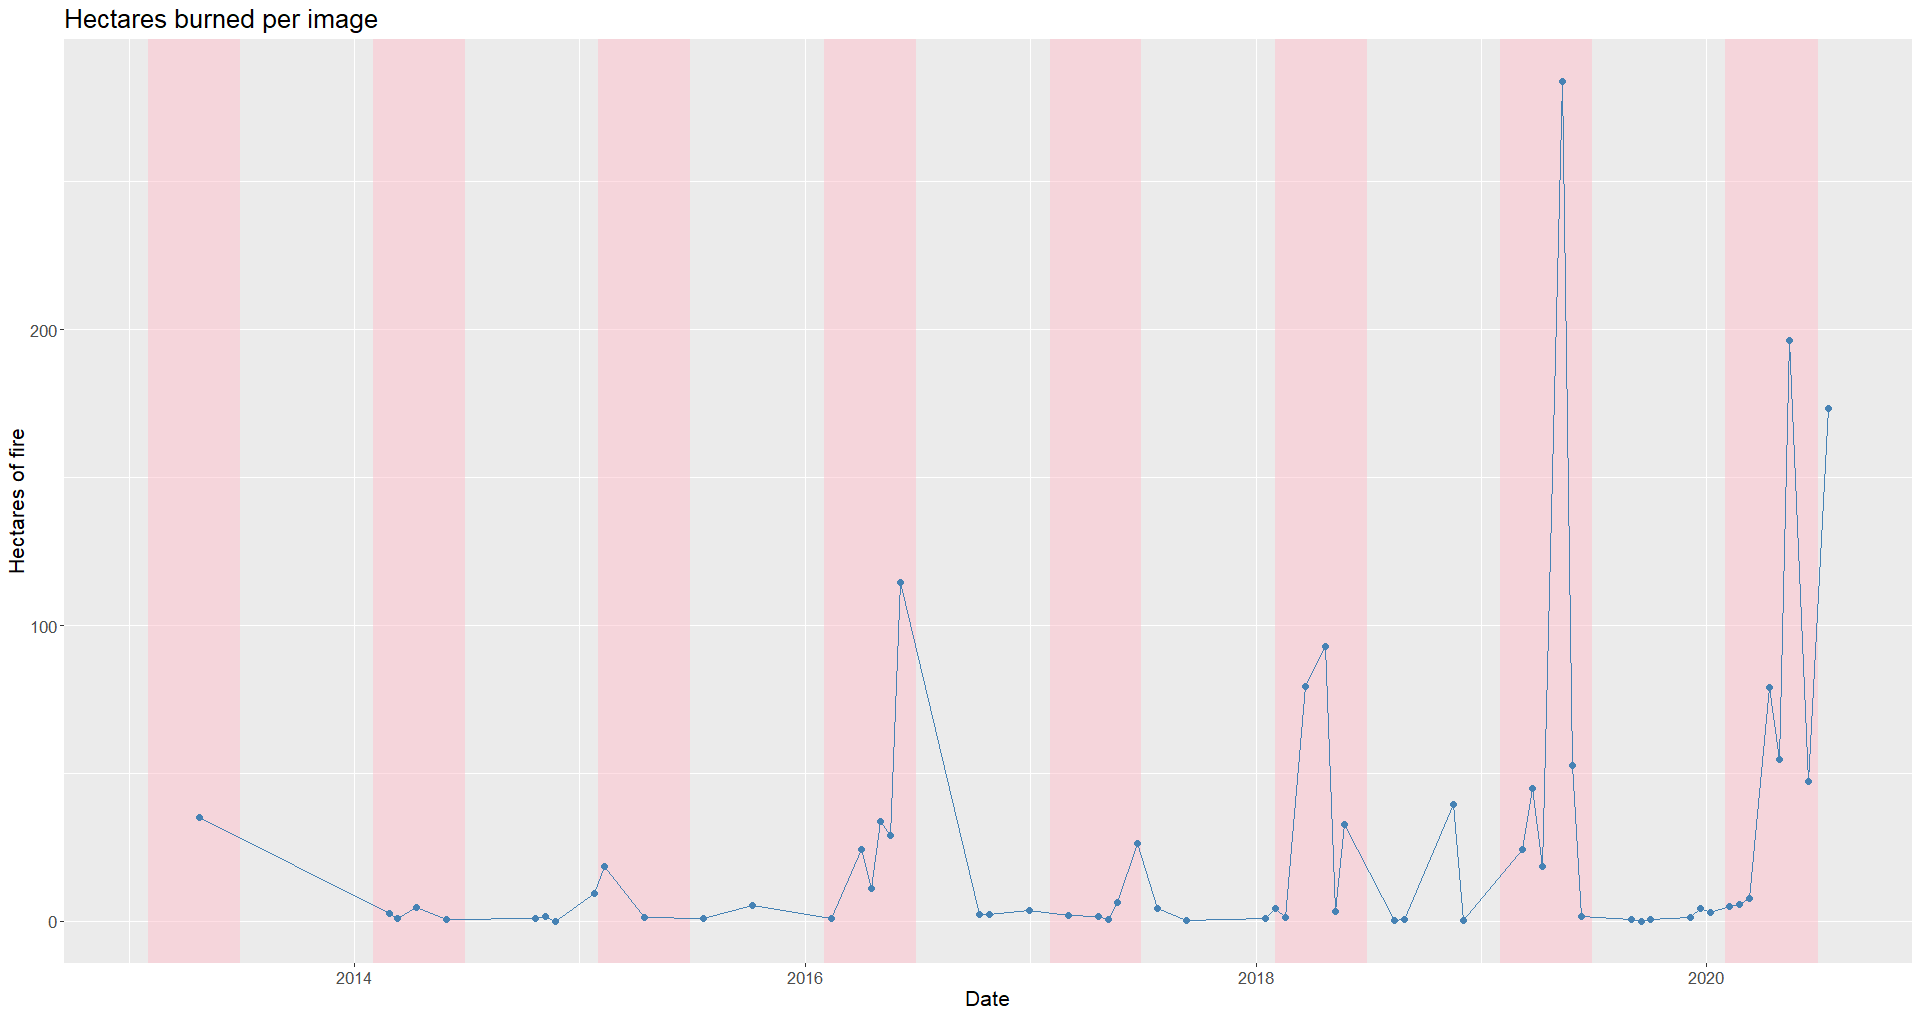 Hectares burned per image
Hectares of fire
200
100
0
2014 2016 2018 2020
Date